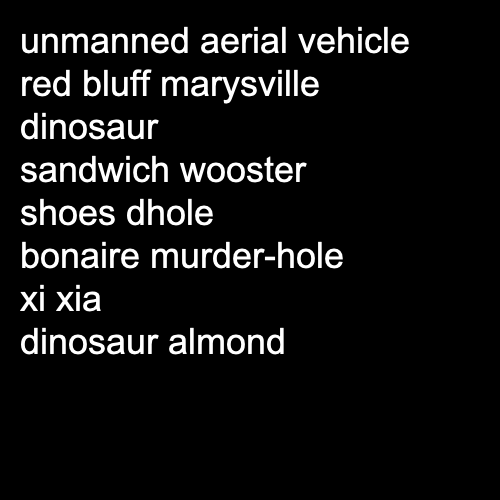 unmanned aerial vehicle
red bluff marysville
dinosaur
sandwich wooster
shoes dhole
bonaire murder-hole
xi xia
dinosaur almond